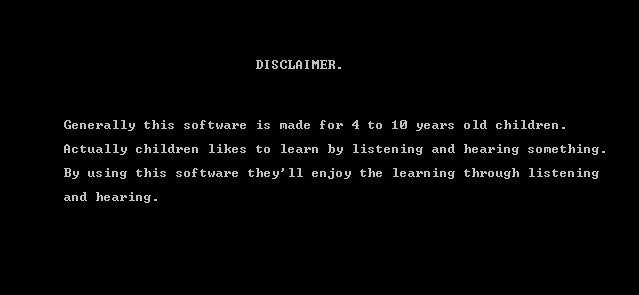 DISCLAIMER.
Generally this software is made for 4 to 10 years old children.
Actually children likes to learn by listening and hearing something.
By using this software they'll enjoy the learning through listening
and hearing.